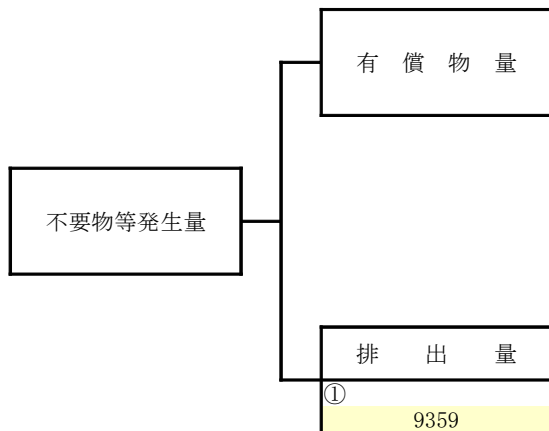 有償物量
不要物等発生量
排出量
①
9359